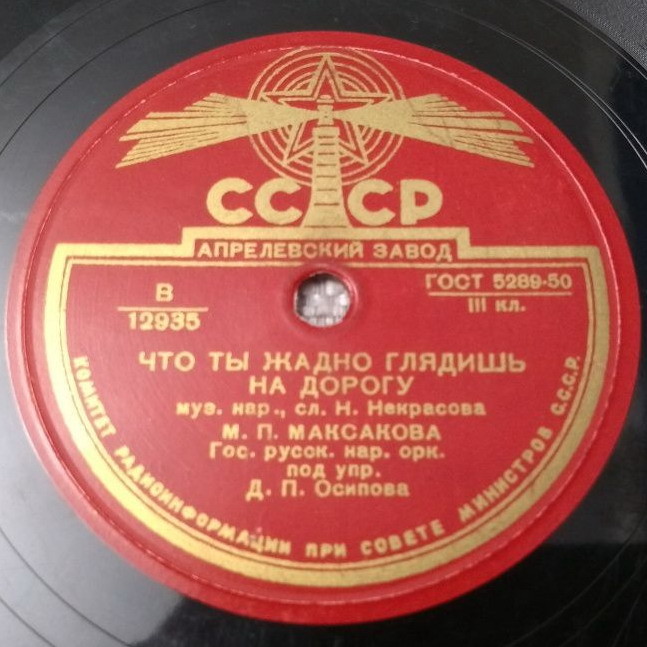 СССР
АПРЕЛЕВСКИЙ ЗАВОД
В
12935
ГОСТ 5289-50
III кл.
ЧТО ТЫ ЖАДНО ГЛЯДИШЬ
НА ДОРОГУ
муз. нар., сл. Н. Некрасова
М. П. МАКСАКОВА
Гос. русск. нар. орк.
под упр.
Д. П. Осипова
КОМИТЕТ РАДИОИНФОРМАЦИИ ПРИ СОВЕТЕ МИНИСТРОВ С.С.С.Р.